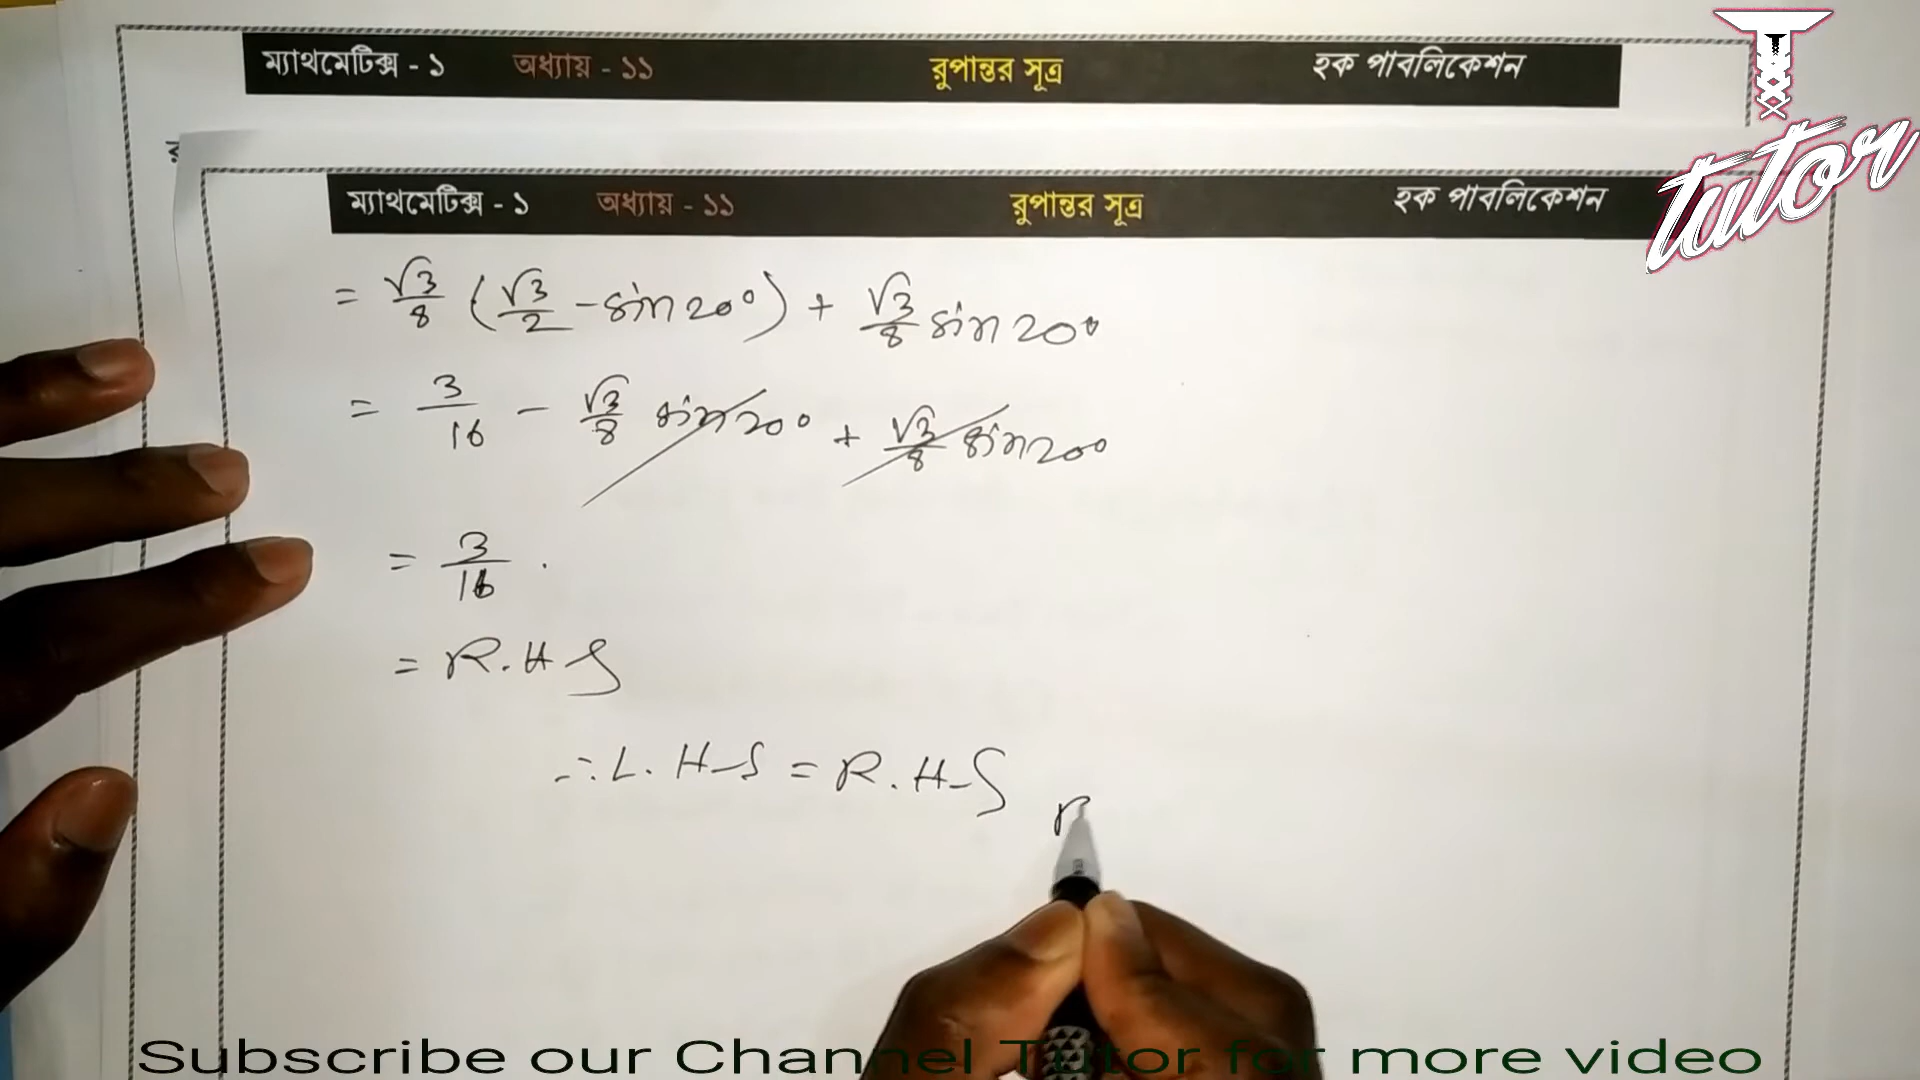 ম্যাথমেটিক্স - ১ অধ্যায় - ১১ রুপান্তর সূত্র হক পাবলিকেশন
T
tutor
ম্যাথমেটিক্স - ১ অধ্যায় - ১১ রুপান্তর সূত্র হক পাবলিকেশন
= √3/8 (√3/2 - sin 20°) + √3/8 sin 20°
= 3/16 - √3/8 sin 20° + √3/8 sin 20°
= 3/16 .
= R.H.S
∴ L.H.S = R.H.S
Subscribe our Channel Tutor for more video